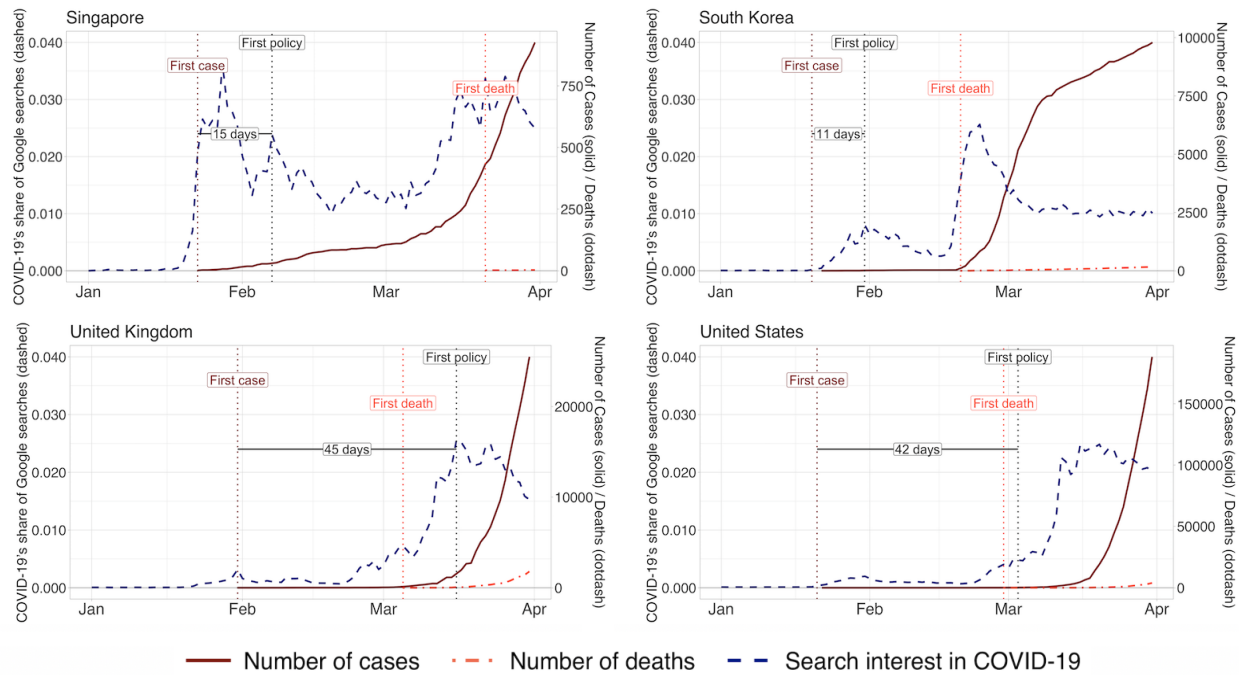 Singapore
COVID-19's share of Google searches (dashed)
0.040
0.030
0.020
0.010
0.000
First case
First policy
First death
15 days
750
500
250
0
Number of Cases (solid) / Deaths (dotdash)
Jan
Feb
Mar
Apr
South Korea
COVID-19's share of Google searches (dashed)
0.040
0.030
0.020
0.010
0.000
First case
First policy
First death
11 days
10000
7500
5000
2500
0
Number of Cases (solid) / Deaths (dotdash)
Jan
Feb
Mar
Apr
United Kingdom
COVID-19's share of Google searches (dashed)
0.040
0.030
0.020
0.010
0.000
First case
First policy
First death
45 days
20000
10000
0
Number of Cases (solid) / Deaths (dotdash)
Jan
Feb
Mar
Apr
United States
COVID-19's share of Google searches (dashed)
0.040
0.030
0.020
0.010
0.000
First case
First policy
First death
42 days
150000
100000
50000
0
Number of Cases (solid) / Deaths (dotdash)
Jan
Feb
Mar
Apr
Number of cases
Number of deaths
Search interest in COVID-19